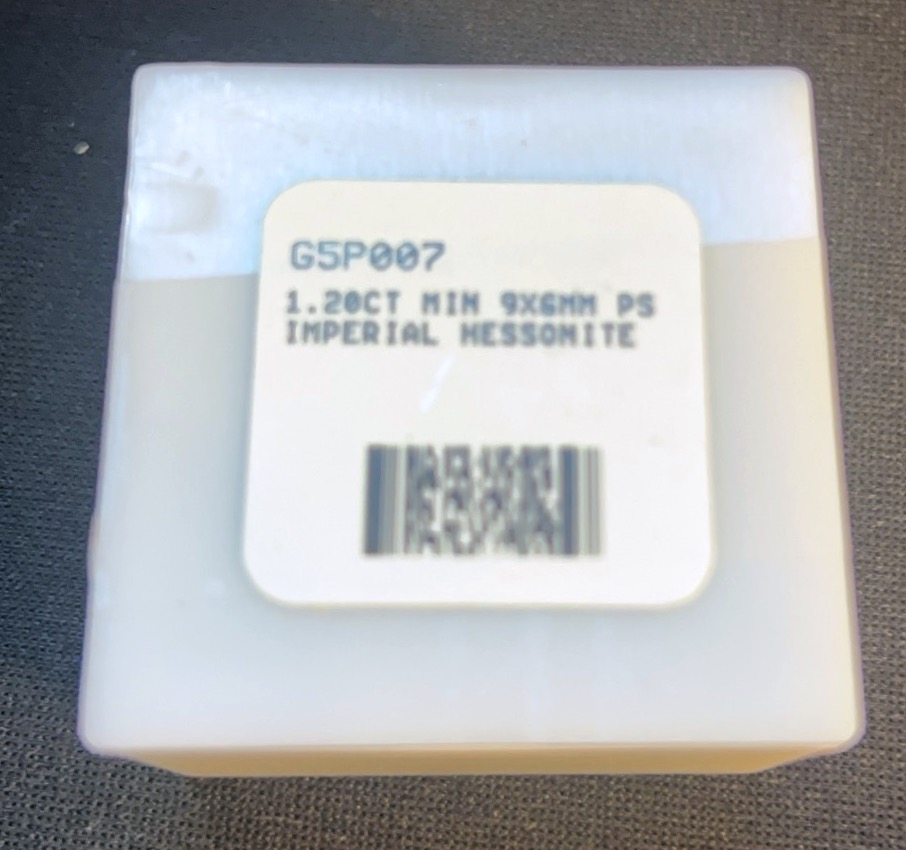 G5P007
1.20CT MIN 9X6MM PS
IMPERIAL HESSONITE